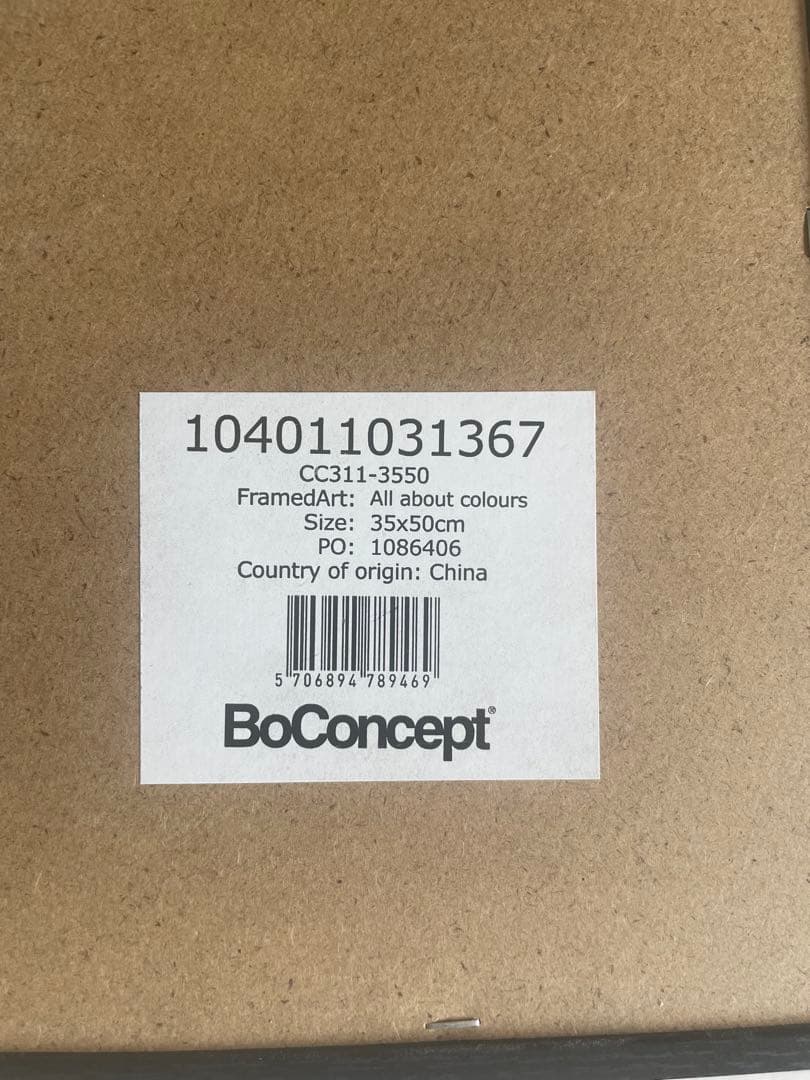 104011031367
CC311-3550
FramedArt: All about colours
Size: 35x50cm
PO: 1086406
Country of origin: China
5 706894 789469
BoConcept®